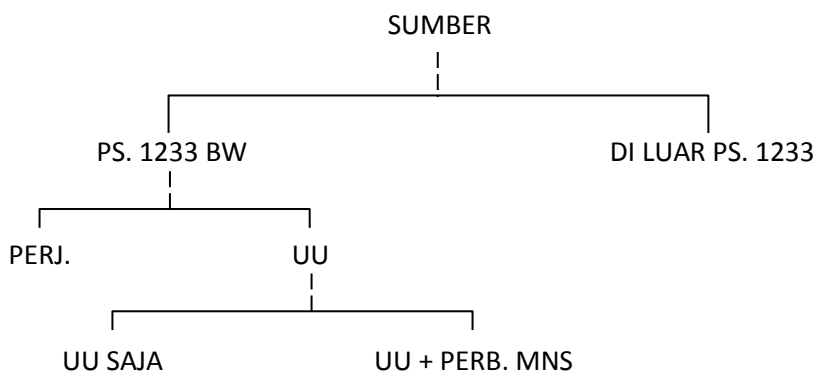 SUMBER
PS. 1233 BW
DI LUAR PS. 1233
PERJ.
UU
UU SAJA
UU + PERB. MNS